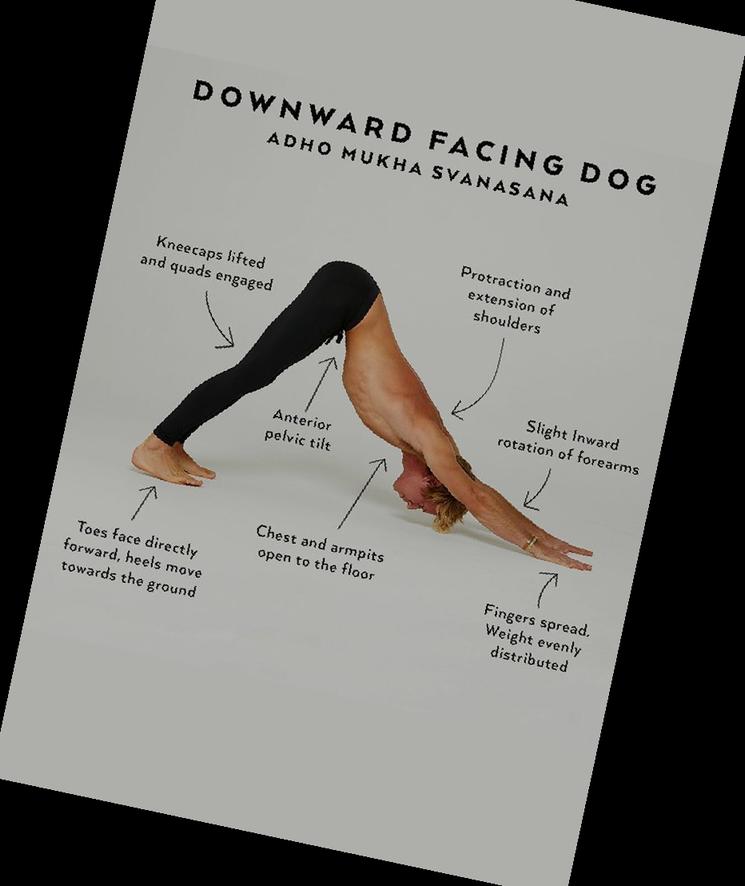 DOWNWARD FACING DOG
ADHO MUKHA SVANASANA
Kneecaps lifted
and quads engaged
Protraction and
extension of
shoulders
Anterior
pelvic tilt
Slight Inward
rotation of forearms
Chest and armpits
open to the floor
Toes face directly
forward, heels move
towards the ground
Fingers spread.
Weight evenly
distributed